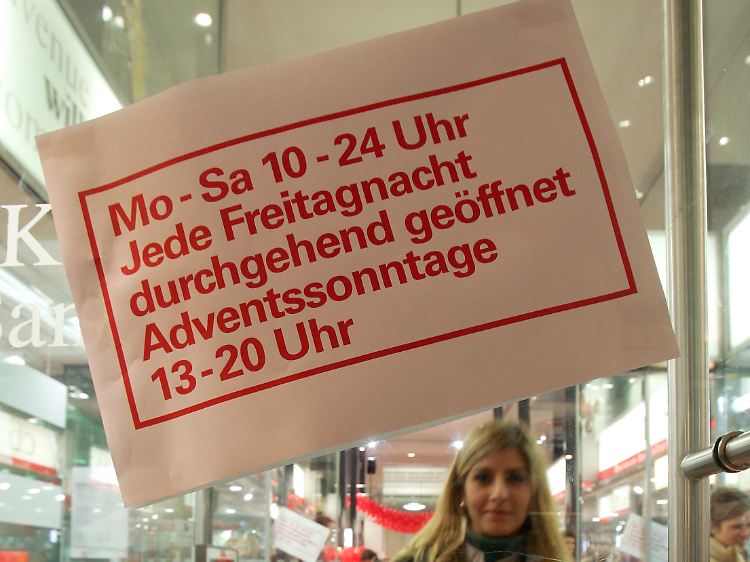 Mo - Sa 10 - 24 Uhr
Jede Freitagnacht
durchgehend geöffnet
Adventssonntage
13 - 20 Uhr